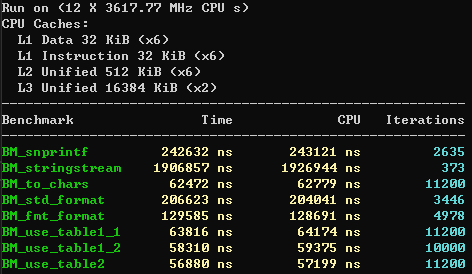 Run on (12 X 3617.77 MHz CPU s)
CPU Caches:
  L1 Data 32 KiB (x6)
  L1 Instruction 32 KiB (x6)
  L2 Unified 512 KiB (x6)
  L3 Unified 16384 KiB (x2)
----------------------------------------------------------
Benchmark                Time             CPU   Iterations
----------------------------------------------------------
BM_snprintf         242632 ns       243121 ns         2635
BM_stringstream    1906857 ns      1926944 ns          373
BM_to_chars          62472 ns        62779 ns        11200
BM_std_format       206623 ns       204041 ns         3446
BM_fmt_format       129585 ns       128691 ns         4978
BM_use_table1_1      63816 ns        64174 ns        11200
BM_use_table1_2      58310 ns        59375 ns        10000
BM_use_table2        56880 ns        57199 ns        11200